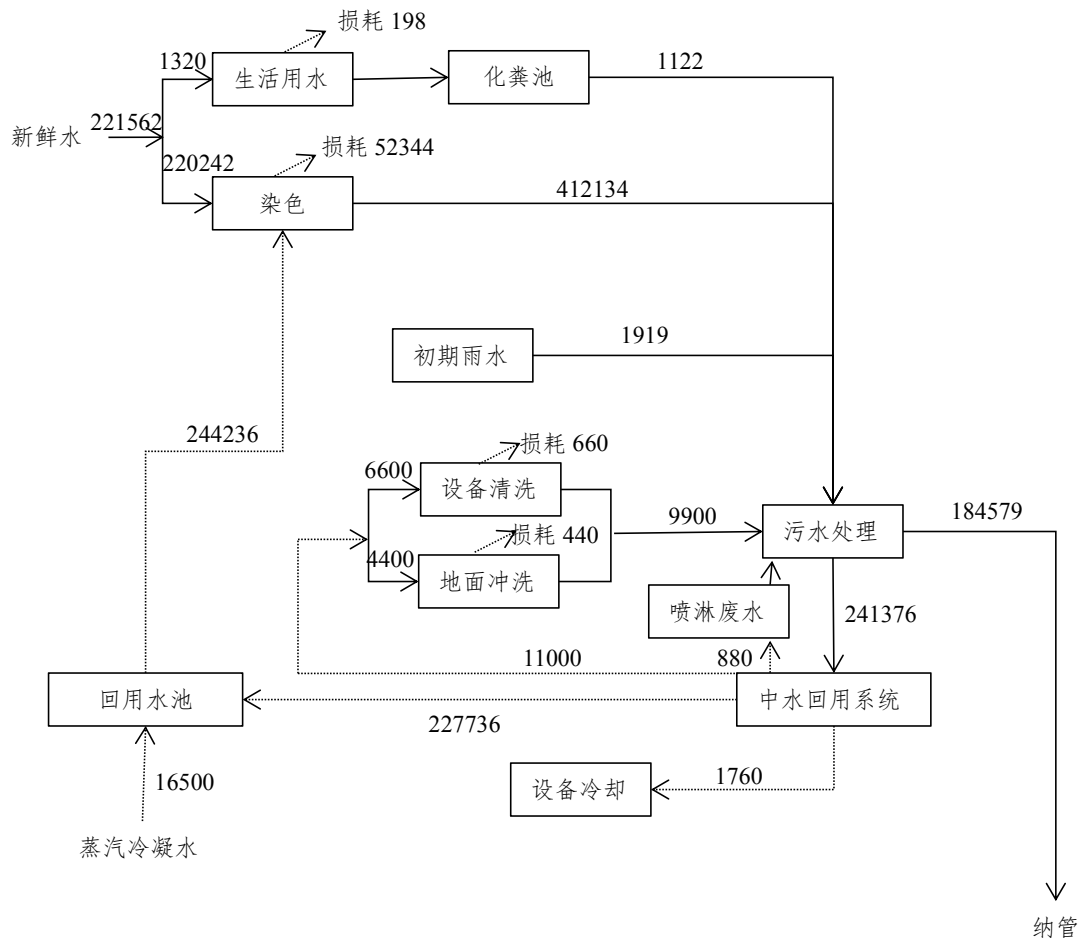 损耗 198
1320
生活用水
化粪池
1122
新鲜水
221562
220242
损耗 52344
染色
412134
初期雨水
1919
244236
损耗 660
6600
设备清洗
9900
184579
损耗 440
4400
地面冲洗
污水处理
喷淋废水
241376
11000
880
回用水池
227736
中水回用系统
16500
设备冷却
1760
蒸汽冷凝水
纳管